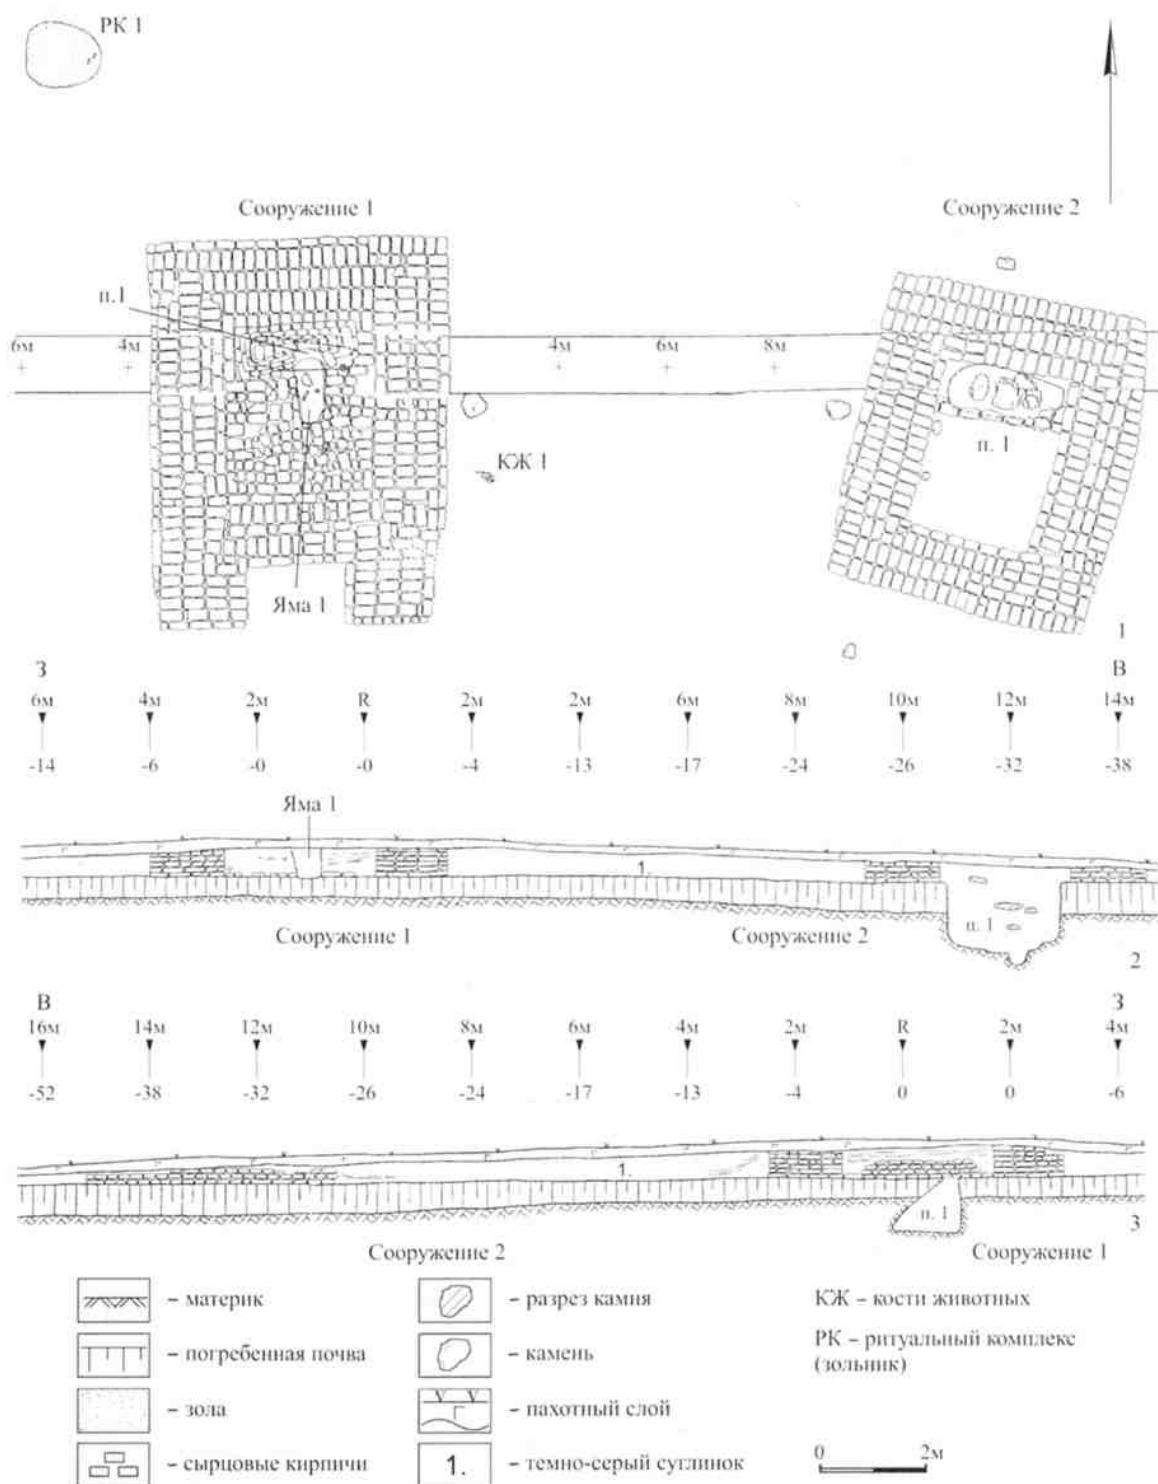 РК 1
Сооружение 1
Сооружение 2
п.1
6м 4м 4м 6м 8м
п. 1
КЖ 1
Яма 1
1
З В
6м 4м 2м R 2м 2м 6м 8м 10м 12м 14м
-14 -6 -0 -0 -4 -13 -17 -24 -26 -32 -38
Яма 1
1.
п. 1
Сооружение 1 Сооружение 2
2
В З
16м 14м 12м 10м 8м 6м 4м 2м R 2м 4м
-52 -38 -32 -26 -24 -17 -13 -4 0 0 -6
1.
п. 1
3
Сооружение 2 Сооружение 1
– материк
– погребенная почва
– зола
– сырцовые кирпичи
– разрез камня
– камень
– пахотный слой
1. – темно-серый суглинок
КЖ – кости животных
РК – ритуальный комплекс
(зольник)
0 2м